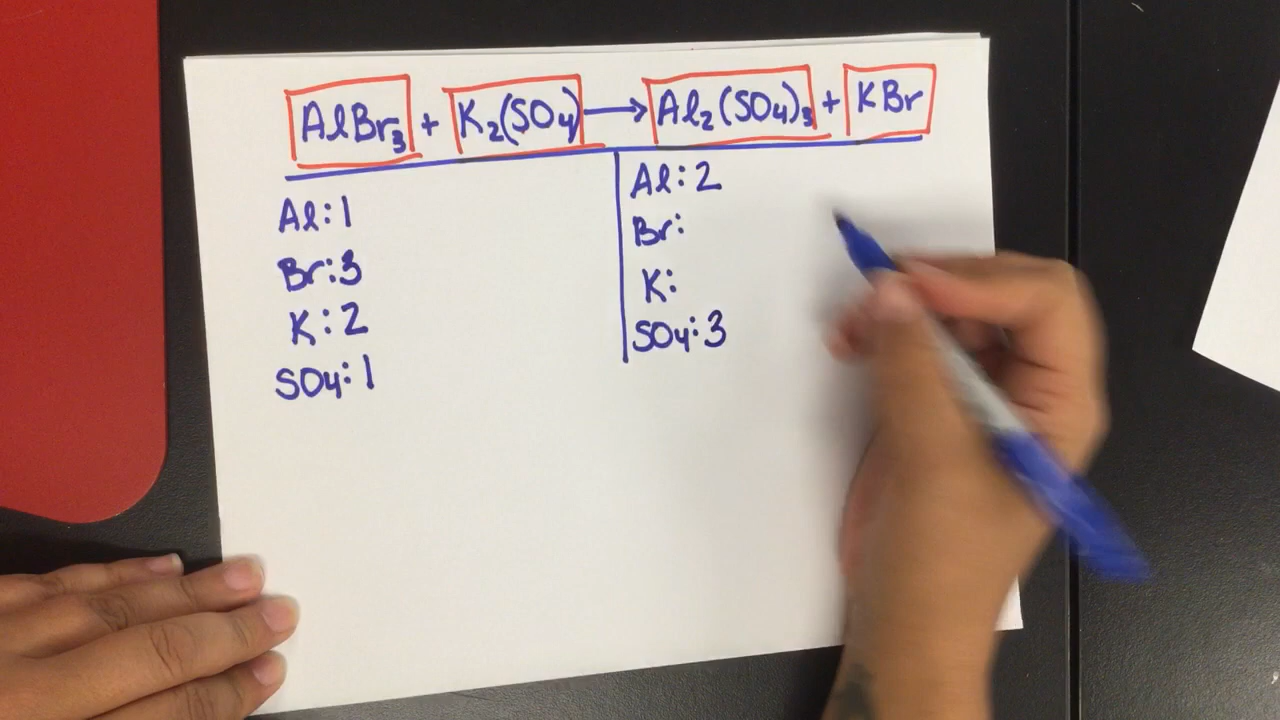 AlBr₃ + K₂(SO₄) → Al₂(SO₄)₃ + KBr
Al: 1
Br: 3
K: 2
SO₄: 1
Al: 2
Br:
K:
SO₄: 3